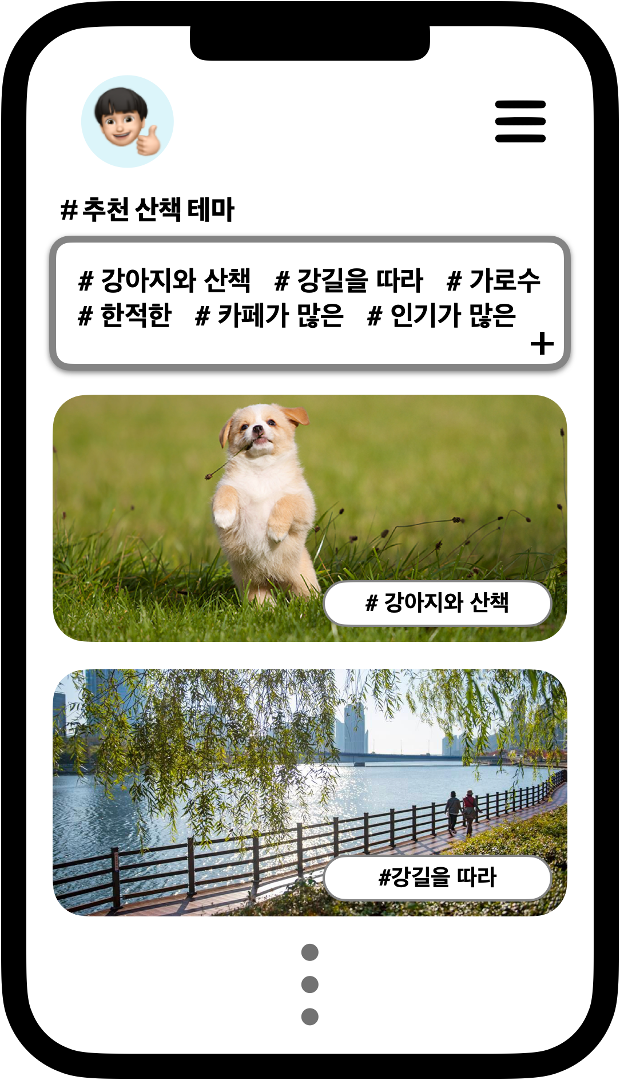 # 추천 산책 테마
# 강아지와 산책 # 강길을 따라 # 가로수
# 한적한 # 카페가 많은 # 인기가 많은
+
# 강아지와 산책
#강길을 따라